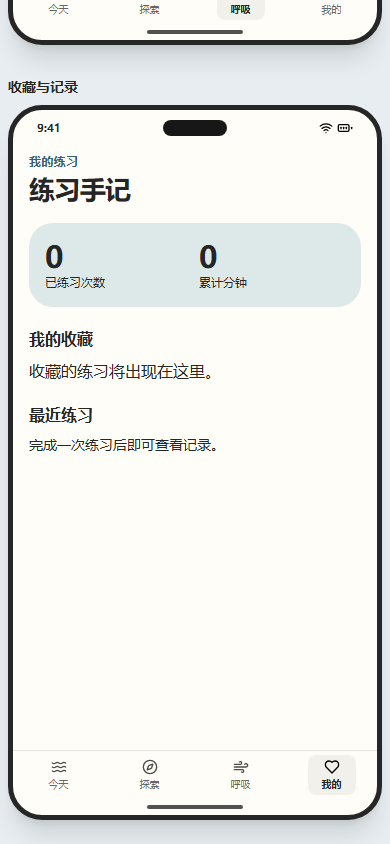 今天 探索 呼吸 我的
收藏与记录
9:41
我的练习
练习手记
0 0
已练习次数 累计分钟
我的收藏
收藏的练习将出现在这里。
最近练习
完成一次练习后即可查看记录。
今天 探索 呼吸 我的